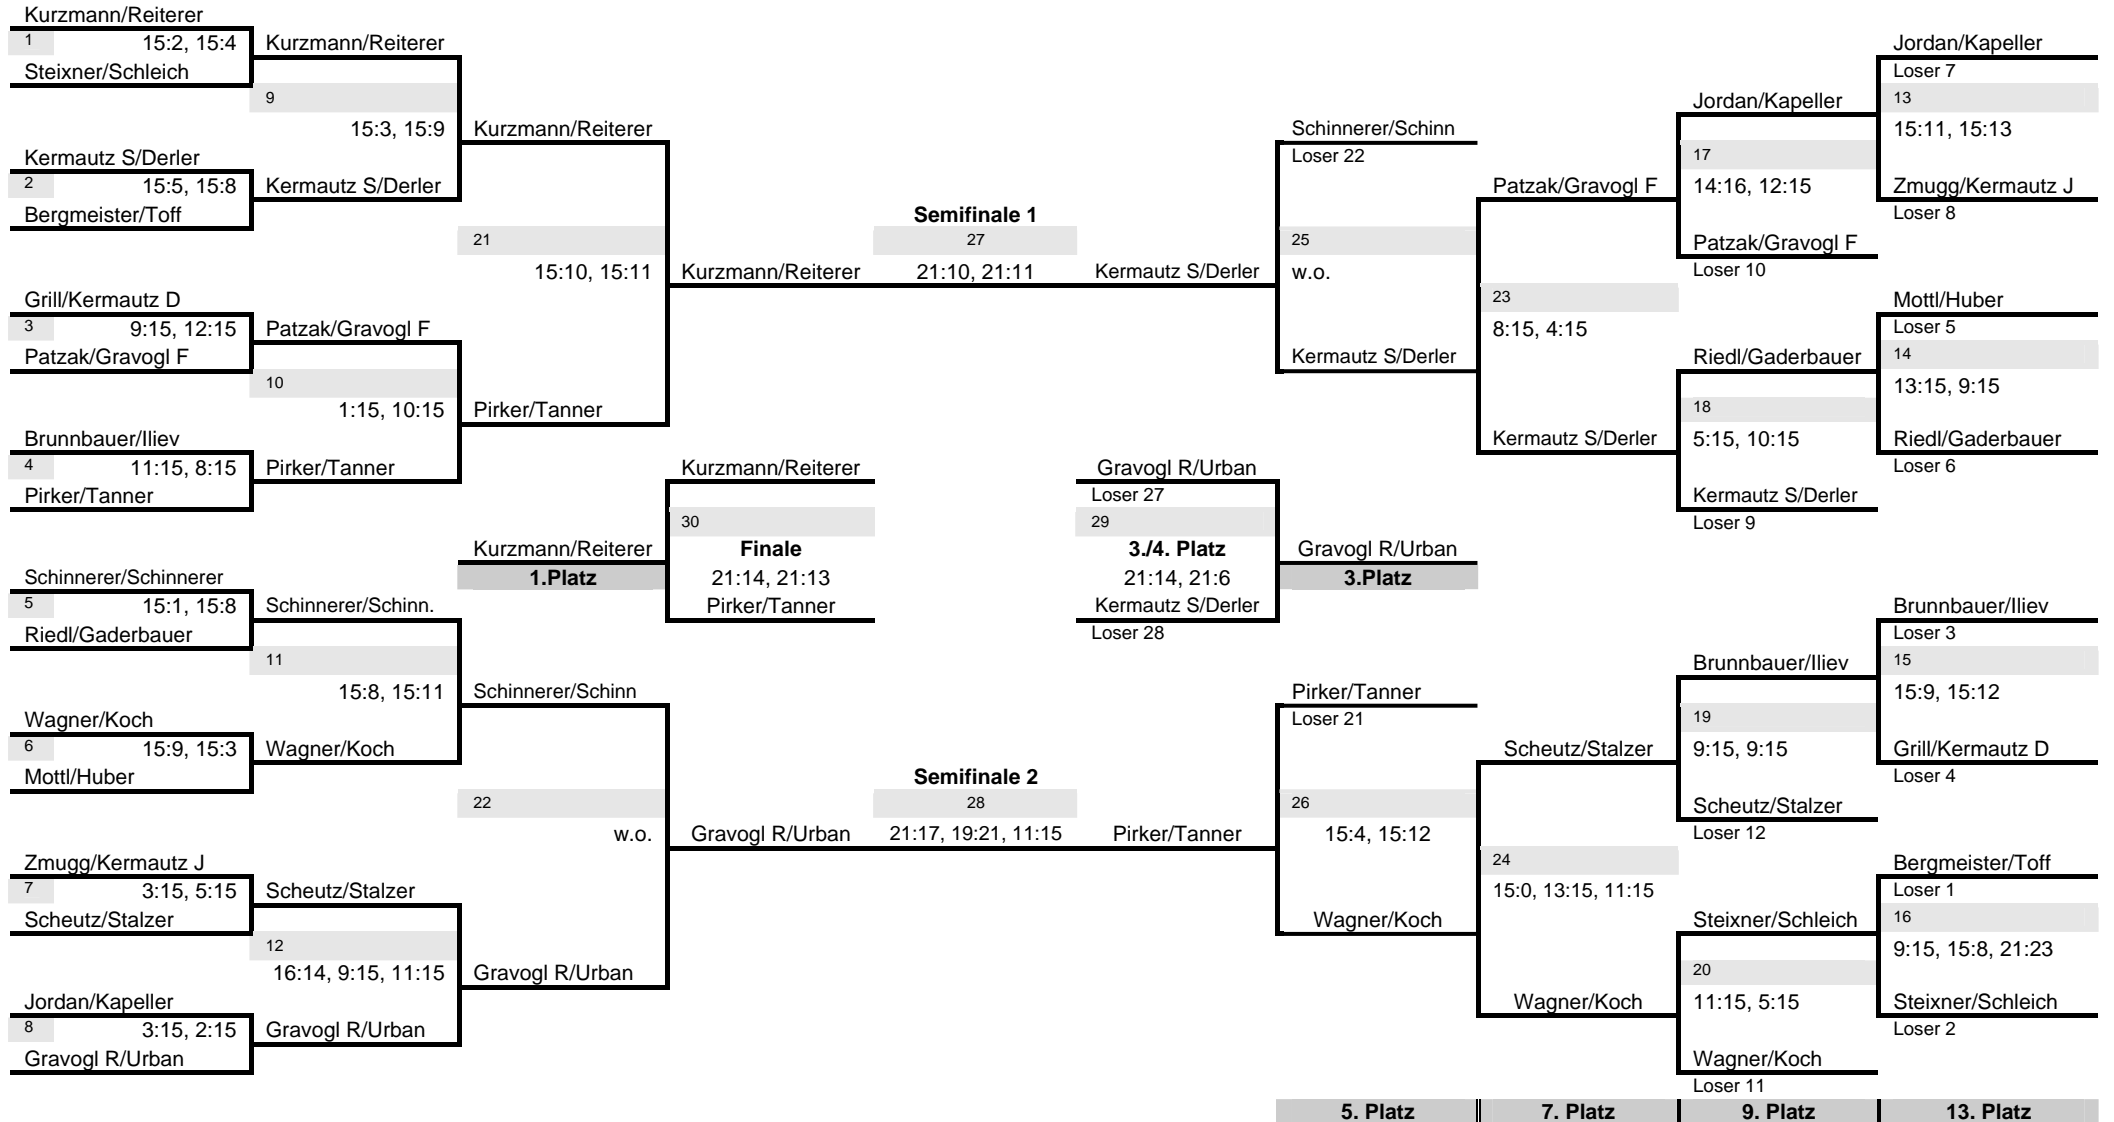 Kurzmann/Reiterer
1 15:2, 15:4
Steixner/Schleich
Kurzmann/Reiterer
9
15:3, 15:9
Kermautz S/Derler
2 15:5, 15:8
Bergmeister/Toff
Kermautz S/Derler
Kurzmann/Reiterer
21
15:10, 15:11
Grill/Kermautz D
3 9:15, 12:15
Patzak/Gravogl F
Patzak/Gravogl F
10
1:15, 10:15
Brunnbauer/Iliev
4 11:15, 8:15
Pirker/Tanner
Pirker/Tanner
Pirker/Tanner
Kurzmann/Reiterer
Semifinale 1
27
21:10, 21:11
Kermautz S/Derler
Schinnerer/Schinn
Loser 22
25
w.o.
Kermautz S/Derler
Patzak/Gravogl F
23
8:15, 4:15
Kermautz S/Derler
Jordan/Kapeller
17
14:16, 12:15
Patzak/Gravogl F
Loser 10
Riedl/Gaderbauer
18
5:15, 10:15
Kermautz S/Derler
Loser 9
Jordan/Kapeller
Loser 7
13
15:11, 15:13
Zmugg/Kermautz J
Loser 8
Mottl/Huber
Loser 5
14
13:15, 9:15
Riedl/Gaderbauer
Loser 6
Kurzmann/Reiterer
30
Finale
21:14, 21:13
Pirker/Tanner
Kurzmann/Reiterer
1.Platz
Gravogl R/Urban
Loser 27
29
3./4. Platz
21:14, 21:6
Kermautz S/Derler
Loser 28
Gravogl R/Urban
3.Platz
Schinnerer/Schinnerer
5 15:1, 15:8
Riedl/Gaderbauer
Schinnerer/Schinn.
11
15:8, 15:11
Wagner/Koch
6 15:9, 15:3
Mottl/Huber
Wagner/Koch
Schinnerer/Schinn
22
w.o.
Zmugg/Kermautz J
7 3:15, 5:15
Scheutz/Stalzer
Scheutz/Stalzer
12
16:14, 9:15, 11:15
Jordan/Kapeller
8 3:15, 2:15
Gravogl R/Urban
Gravogl R/Urban
Gravogl R/Urban
Gravogl R/Urban
Semifinale 2
28
21:17, 19:21, 11:15
Pirker/Tanner
Pirker/Tanner
Loser 21
26
15:4, 15:12
Wagner/Koch
Scheutz/Stalzer
24
15:0, 13:15, 11:15
Wagner/Koch
Brunnbauer/Iliev
19
9:15, 9:15
Scheutz/Stalzer
Loser 12
Steixner/Schleich
20
11:15, 5:15
Wagner/Koch
Loser 11
Brunnbauer/Iliev
Loser 3
15
15:9, 15:12
Grill/Kermautz D
Loser 4
Bergmeister/Toff
Loser 1
16
9:15, 15:8, 21:23
Steixner/Schleich
Loser 2
5. Platz
7. Platz
9. Platz
13. Platz